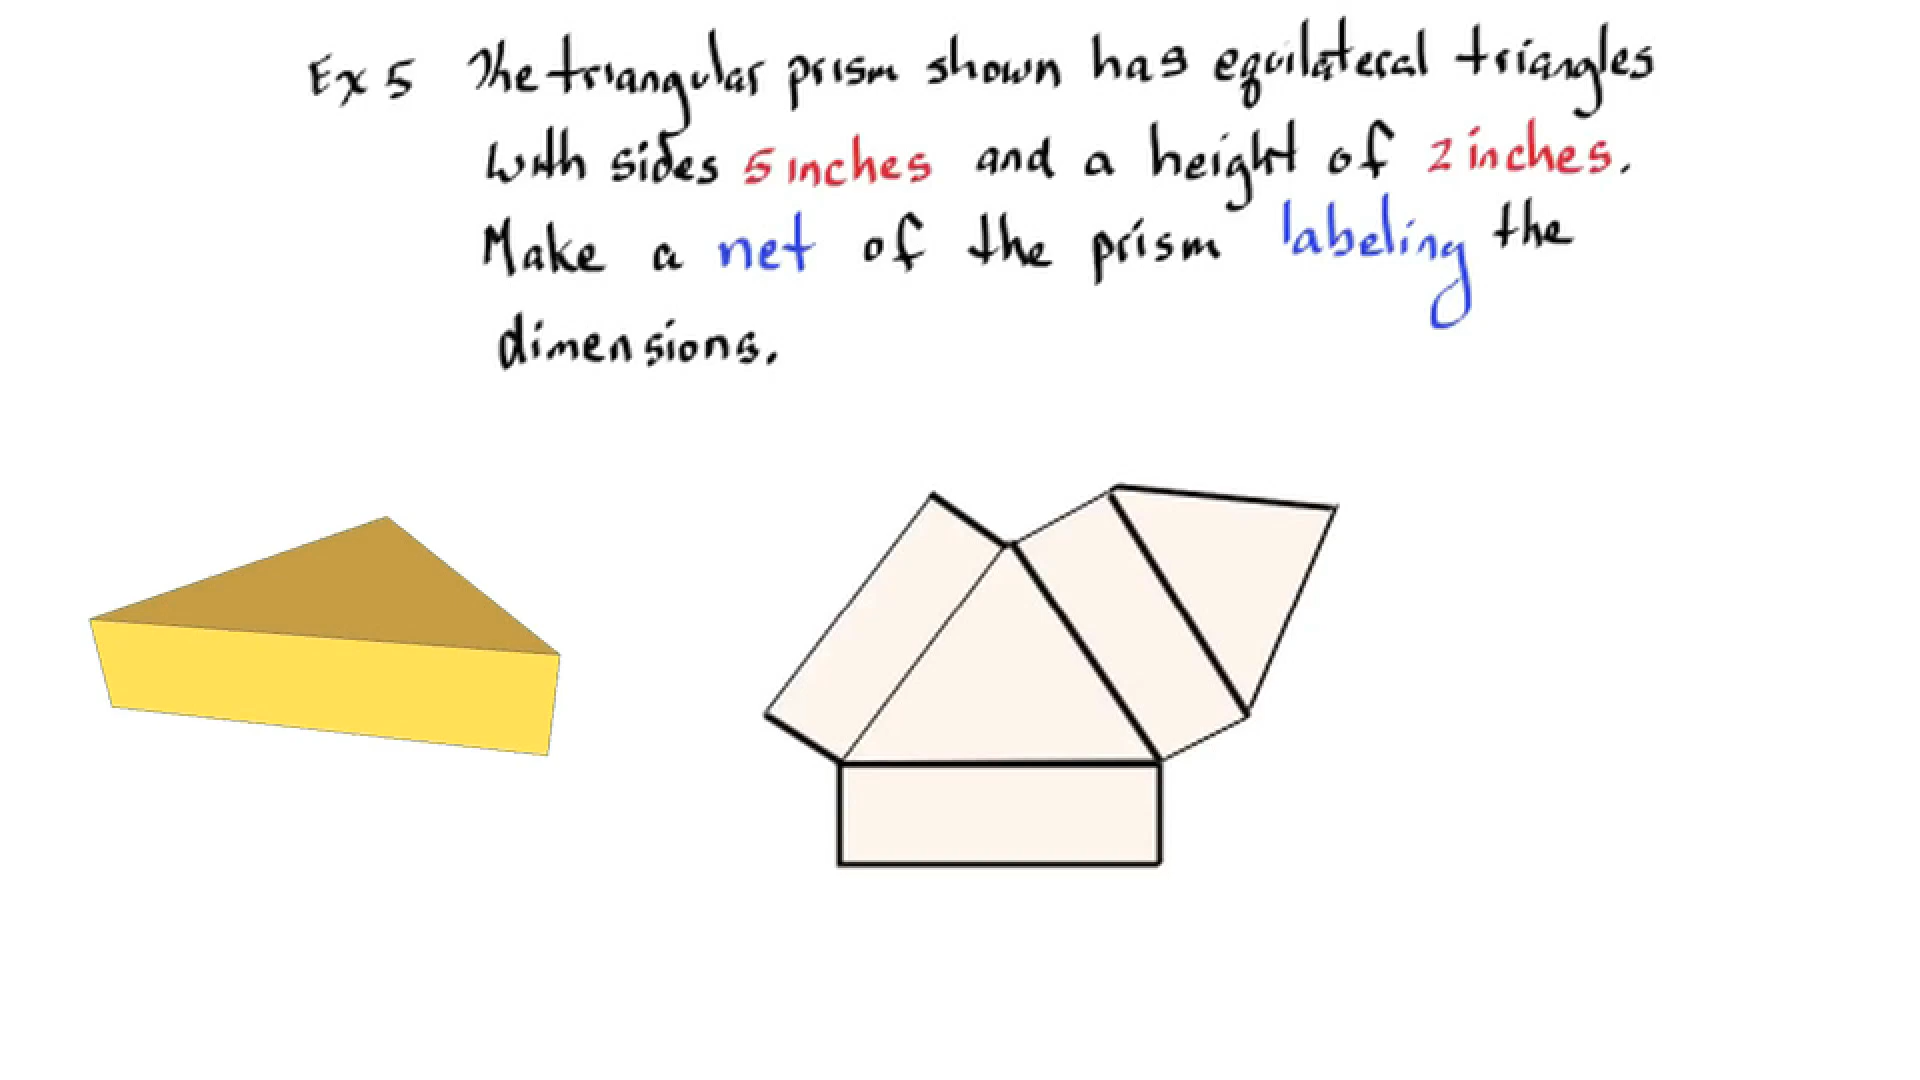 Ex 5 The triangular prism shown has equilateral triangles
with sides 5 inches and a height of 2 inches.
Make a net of the prism labeling the
dimensions.